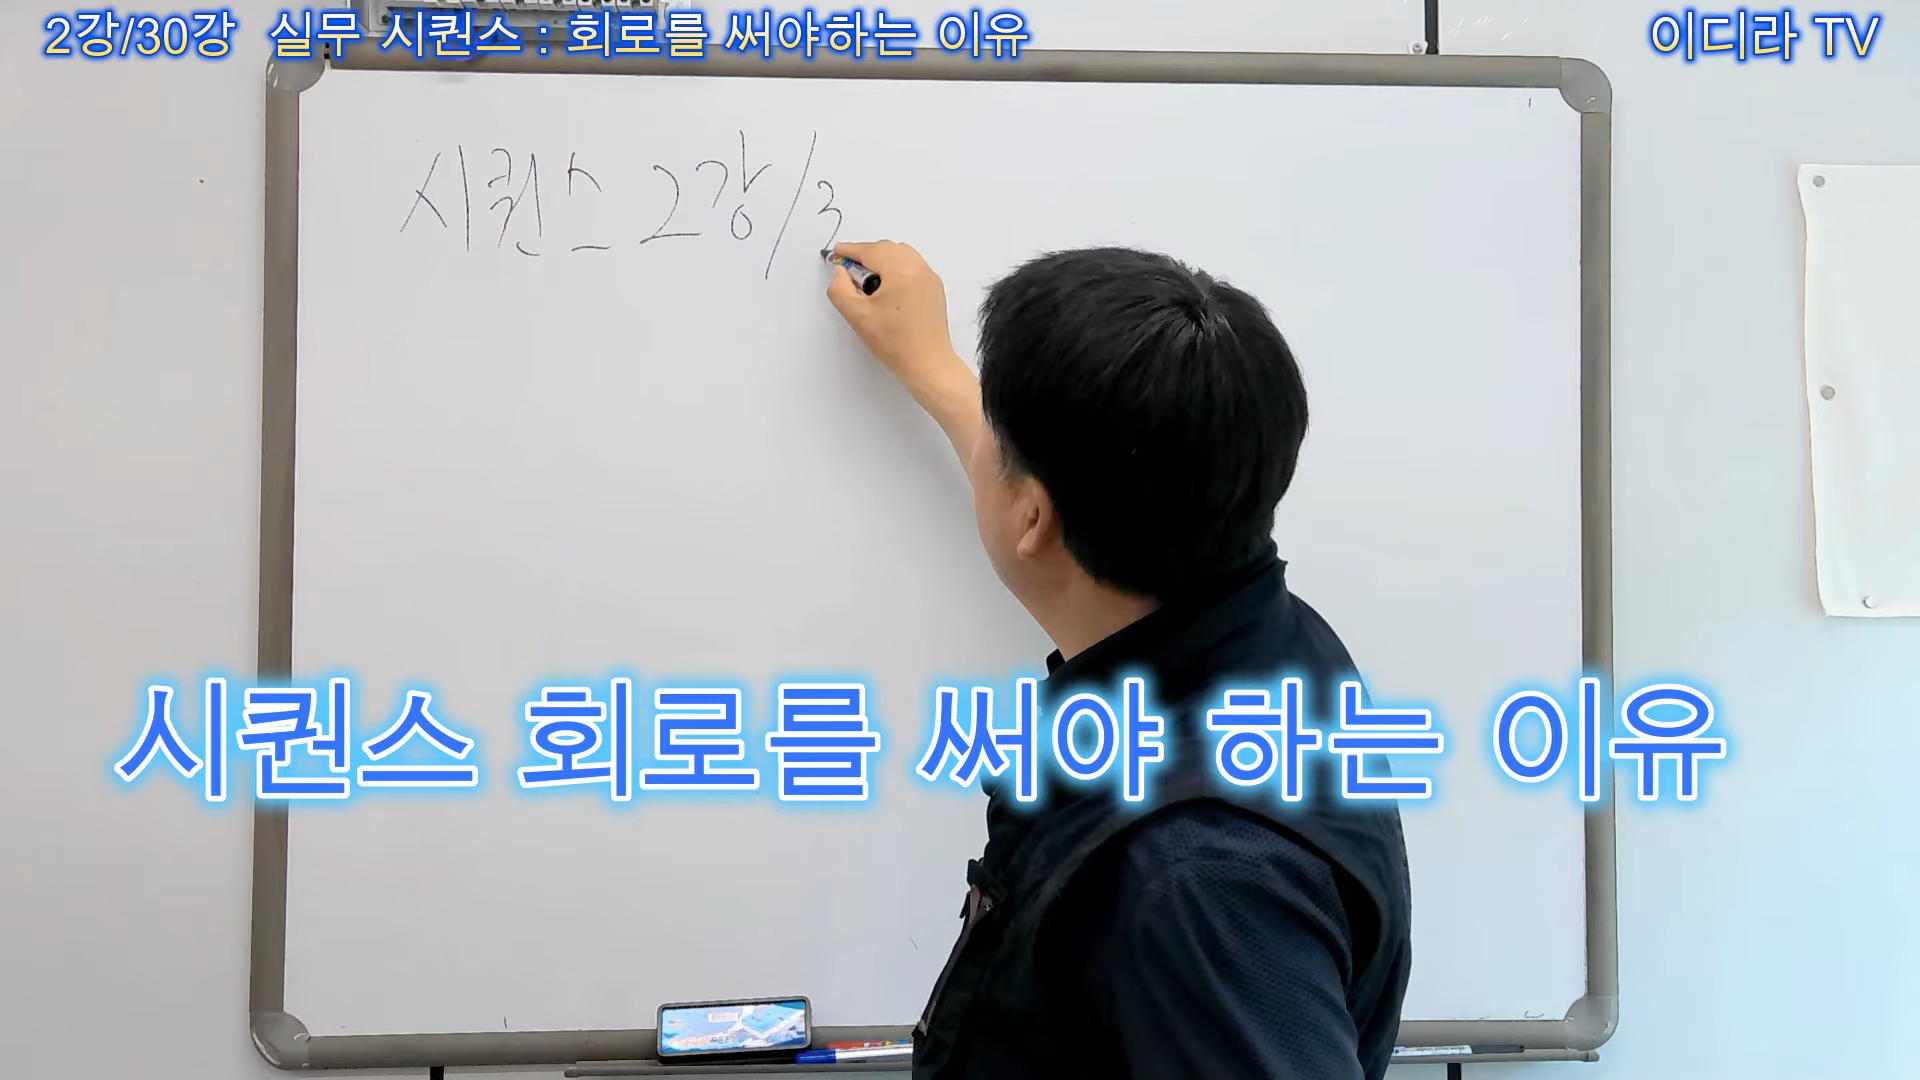 2강/30강 실무 시퀀스 : 회로를 써야하는 이유
이디라 TV
시퀀스 2강/3
시퀀스 회로를 써야 하는 이유